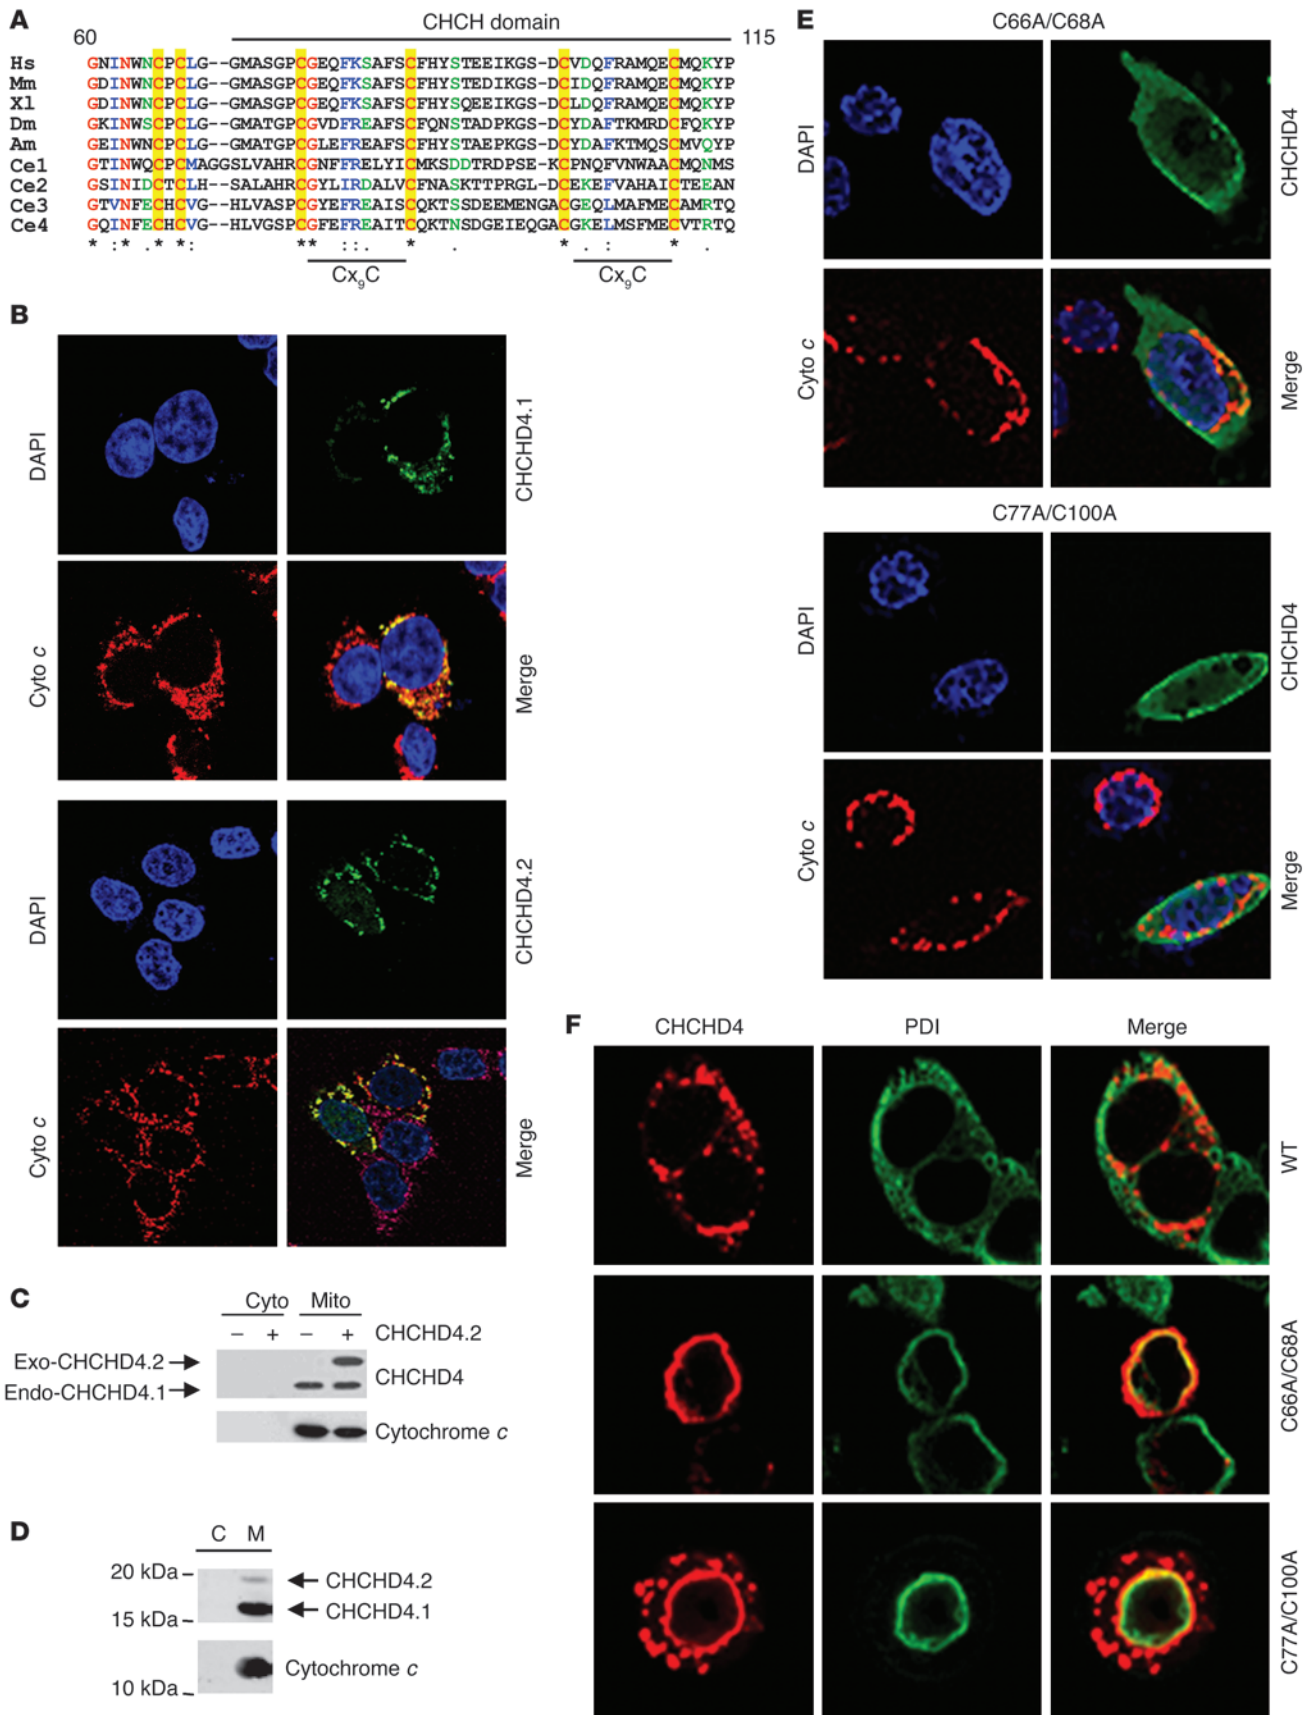 A
CHCH domain
60
115
Hs GNINWNCPCLG--GMASGPCGEQFKSAFSCFHYSTEEIKGS-DCVDQFRAMQECMQKYP
Mm GDINWNCPCLG--GMASGPCGEQFKSAFSCFHYSTEDIKGS-DCIDQFRAMQECMQKYP
Xl GDINWNCPCLG--GMASGPCGEQFKSAFSCFHYSQEEIKGS-DCLDQFRAMQECMQKYP
Dm GKINWSCPCLG--GMATGPCGVDFREAFSCFQNSTADPKGS-DCYDAFTKMRDCFQKYP
Am GEINWNCPCLG--GMATGPCGLEFREAFSCFHYSTADPKGS-DCYDAFKTMQSCMVQYP
Ce1 GTINWQCPCMAGGSLVAHRCGNFFRELYICMKSDDTRDPSE-KCPNQFVNWAACMQNMS
Ce2 GSINIDCTCLH--SALAHRCGYLIRDALVCFNASKTTPRGL-DCEKEFVAHAICTEEAN
Ce3 GTVNFECHCVG--HLVASPCGYEFREAISCQKTSSDEEMENGACGEQLMAFMECAMRTQ
Ce4 GQINFECHCVG--HLVGSPCGFEFREAITCQKTNSDGEIEQGACGKELMSFMECVTRTQ
* :* .* *: ** ::. * . * . : * .
Cx9C
Cx9C
B
DAPI
CHCHD4.1
Cyto c
Merge
DAPI
CHCHD4.2
Cyto c
Merge
C
Cyto Mito
− + − + CHCHD4.2
Exo-CHCHD4.2
CHCHD4
Endo-CHCHD4.1
Cytochrome c
D
C M
20 kDa
CHCHD4.2
CHCHD4.1
15 kDa
Cytochrome c
10 kDa
E
C66A/C68A
DAPI
CHCHD4
Cyto c
Merge
C77A/C100A
DAPI
CHCHD4
Cyto c
Merge
F
CHCHD4 PDI Merge
WT
C66A/C68A
C77A/C100A